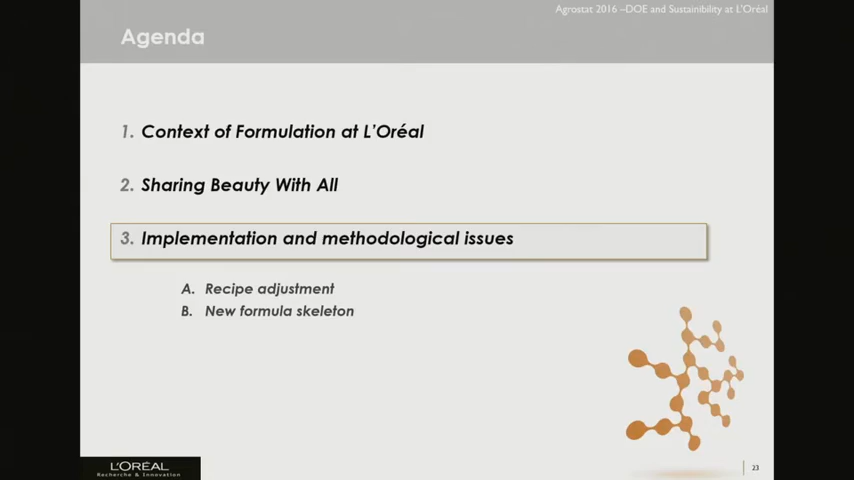 Agrostat 2016 –DOE and Sustainibility at L'Oréal
Agenda
1. Context of Formulation at L'Oréal
2. Sharing Beauty With All
3. Implementation and methodological issues
A. Recipe adjustment
B. New formula skeleton
L'ORÉAL
Recherche & Innovation
23